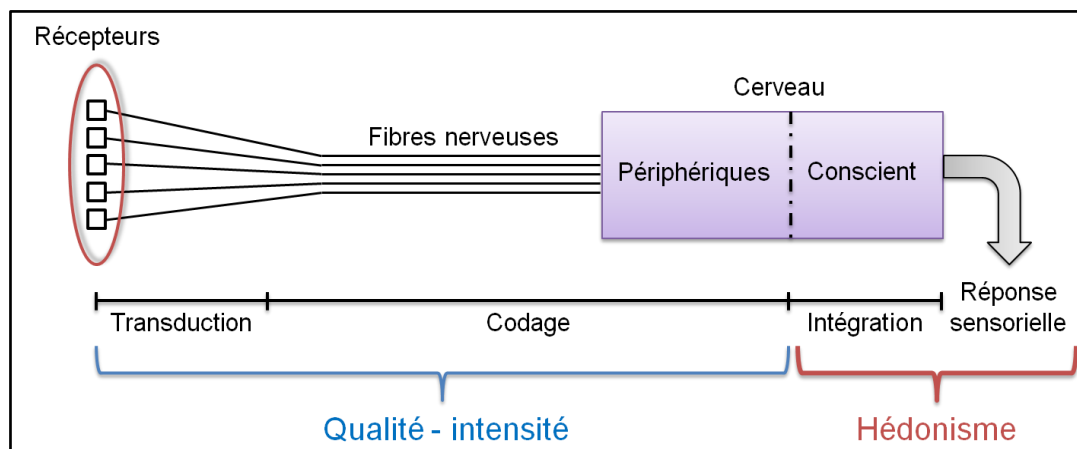 Récepteurs
Cerveau
Fibres nerveuses
Périphériques
Conscient
Transduction
Codage
Intégration
Réponse
sensorielle
Qualité - intensité
Hédonisme